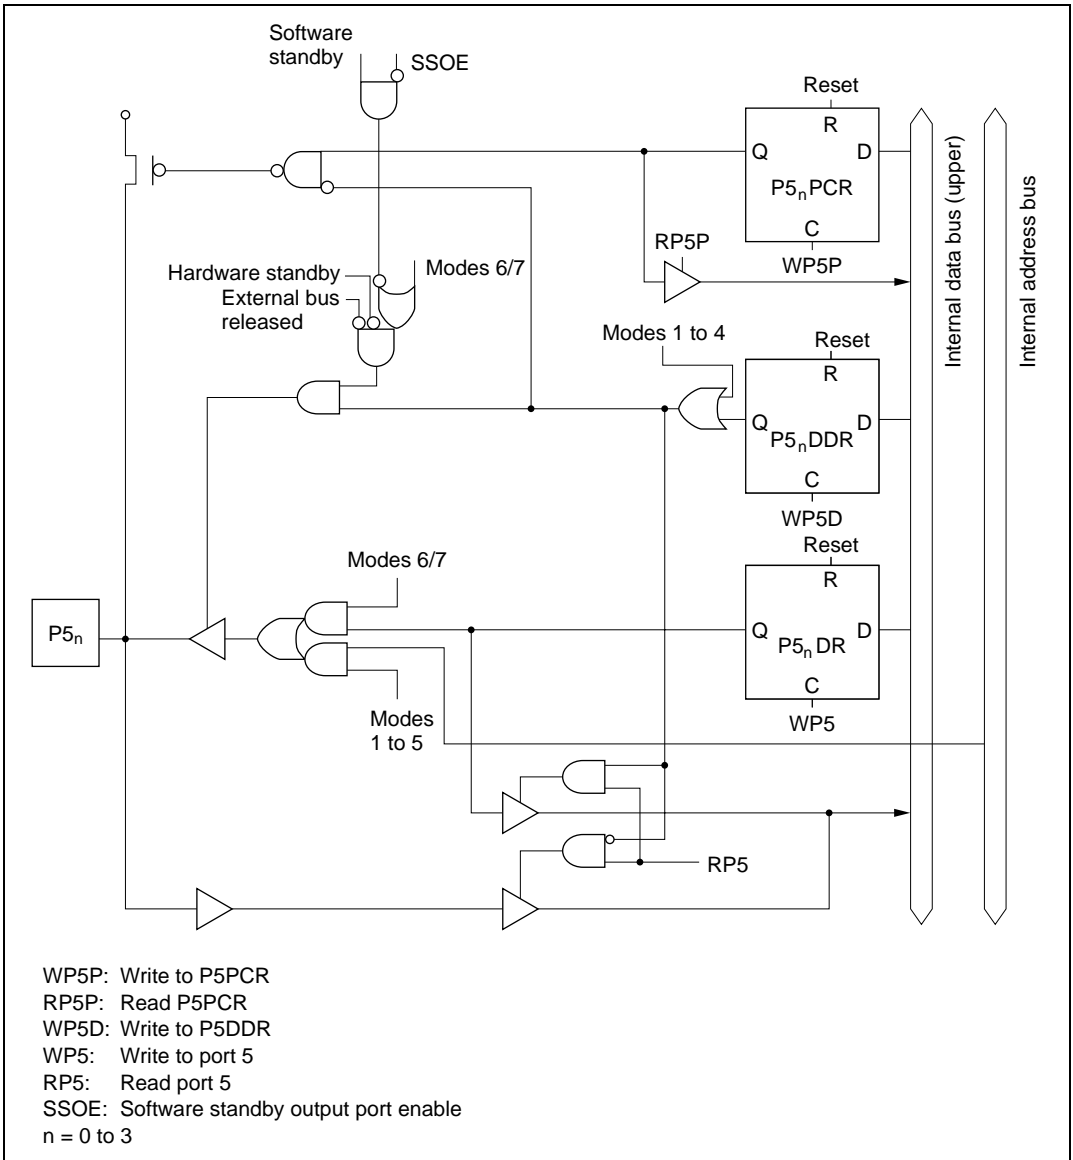 Software
standby
SSOE
Reset
R
Q
D
P5nPCR
C
WP5P
RP5P
Hardware standby
Modes 6/7
External bus
released
Modes 1 to 4
Reset
R
Q
D
P5nDDR
C
WP5D
Reset
R
Q
D
P5nDR
C
WP5
Modes 6/7
P5n
Modes
1 to 5
RP5
Internal data bus (upper)
Internal address bus
WP5P: Write to P5PCR
RP5P: Read P5PCR
WP5D: Write to P5DDR
WP5: Write to port 5
RP5: Read port 5
SSOE: Software standby output port enable
n = 0 to 3